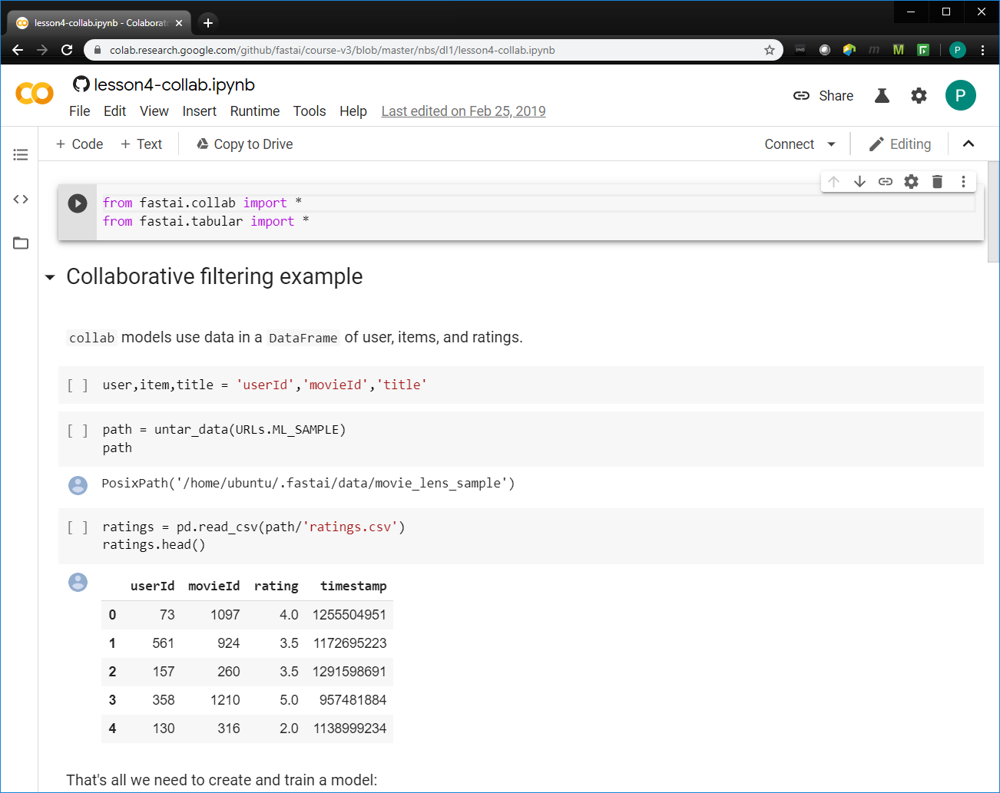 lesson4-collab.ipynb - Colaborat
colab.research.google.com/github/fastai/course-v3/blob/master/nbs/dl1/lesson4-collab.ipynb
P
lesson4-collab.ipynb
Share
P
File Edit View Insert Runtime Tools Help Last edited on Feb 25, 2019
+ Code + Text Copy to Drive Connect Editing
from fastai.collab import *
from fastai.tabular import *
Collaborative filtering example
collab models use data in a DataFrame of user, items, and ratings.
[ ] user,item,title = 'userId','movieId','title'
[ ] path = untar_data(URLs.ML_SAMPLE)
path
PosixPath('/home/ubuntu/.fastai/data/movie_lens_sample')
[ ] ratings = pd.read_csv(path/'ratings.csv')
ratings.head()
userId movieId rating timestamp
0 73 1097 4.0 1255504951
1 561 924 3.5 1172695223
2 157 260 3.5 1291598691
3 358 1210 5.0 957481884
4 130 316 2.0 1138999234
That's all we need to create and train a model: